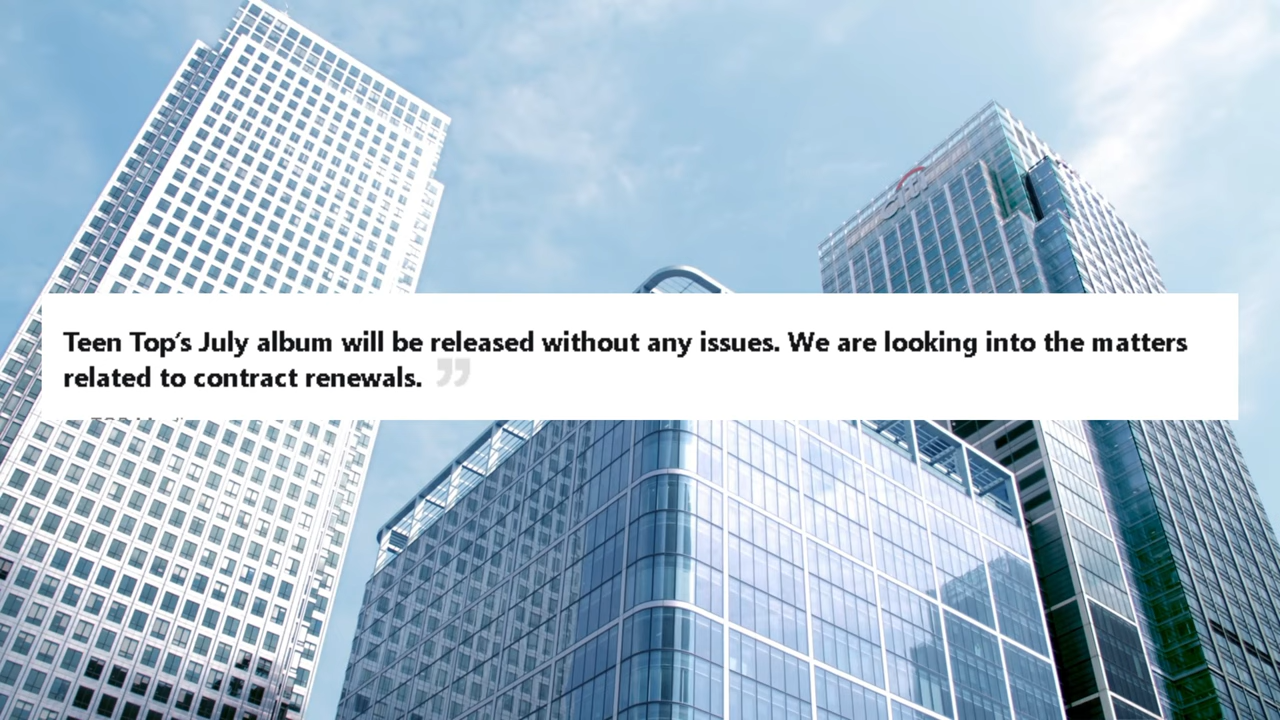 citi
Teen Top's July album will be released without any issues. We are looking into the matters
related to contract renewals. ”